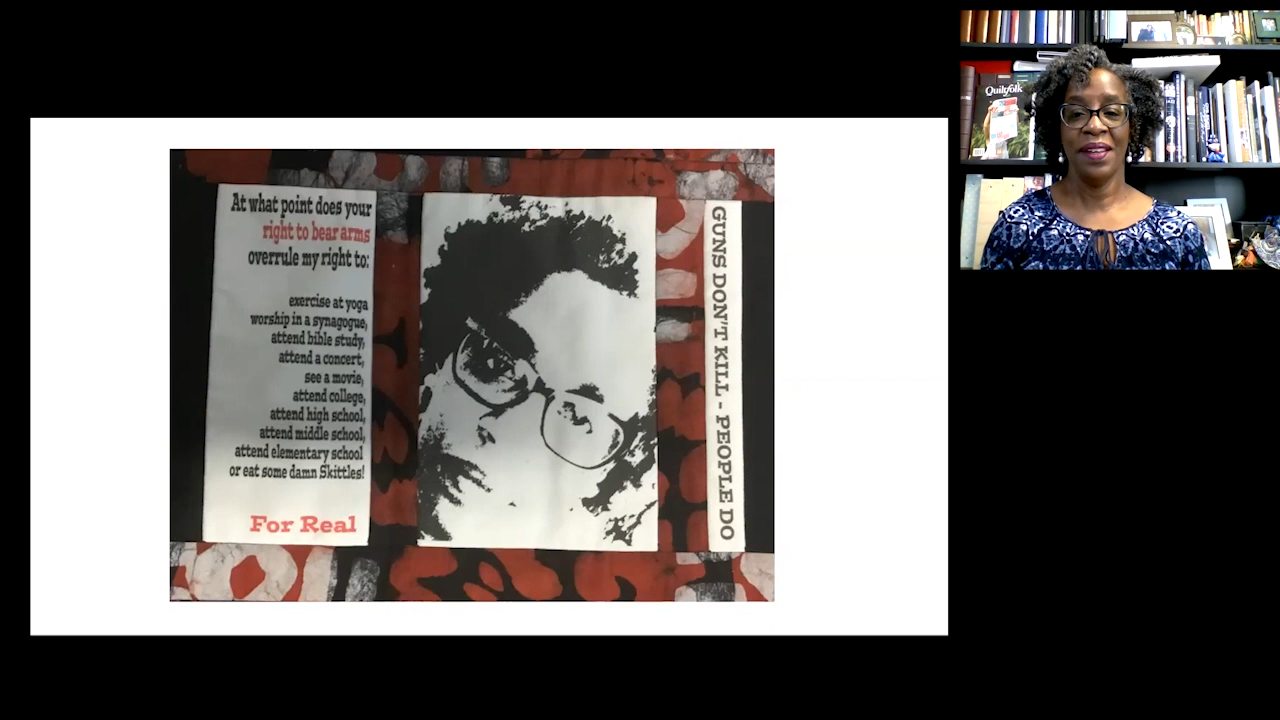 At what point does your
right to bear arms
overrule my right to:
exercise at yoga
worship in a synagogue,
attend bible study,
attend a concert,
see a movie,
attend college,
attend high school,
attend middle school,
attend elementary school
or eat some damn Skittles!
For Real
GUNS DON'T KILL - PEOPLE DO
Quiltfolk